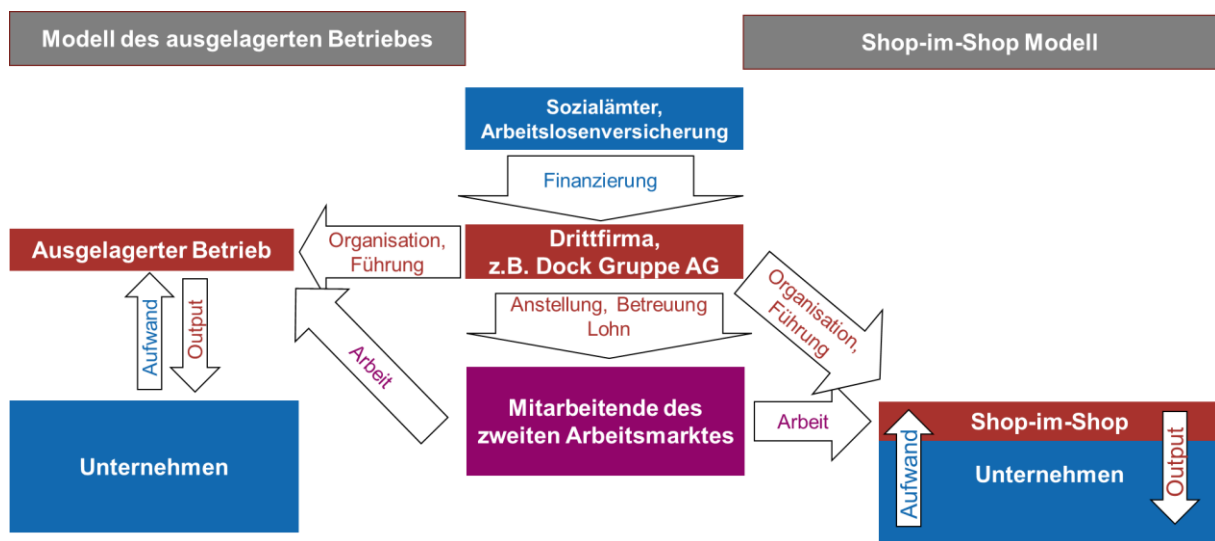 Modell des ausgelagerten Betriebes
Shop-im-Shop Modell
Sozialämter,
Arbeitslosenversicherung
Finanzierung
Ausgelagerter Betrieb
Organisation,
Führung
Drittfirma,
z.B. Dock Gruppe AG
Organisation,
Führung
Anstellung, Betreuung
Lohn
Aufwand
Output
Arbeit
Mitarbeitende des
zweiten Arbeitsmarktes
Arbeit
Unternehmen
Shop-im-Shop
Unternehmen
Aufwand
Output